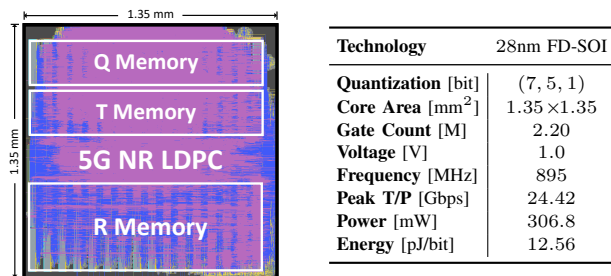 1.35 mm
1.35 mm
Q Memory
T Memory
5G NR LDPC
R Memory
Technology 28nm FD-SOI
Quantization [bit] (7, 5, 1)
Core Area [mm²] 1.35×1.35
Gate Count [M] 2.20
Voltage [V] 1.0
Frequency [MHz] 895
Peak T/P [Gbps] 24.42
Power [mW] 306.8
Energy [pJ/bit] 12.56